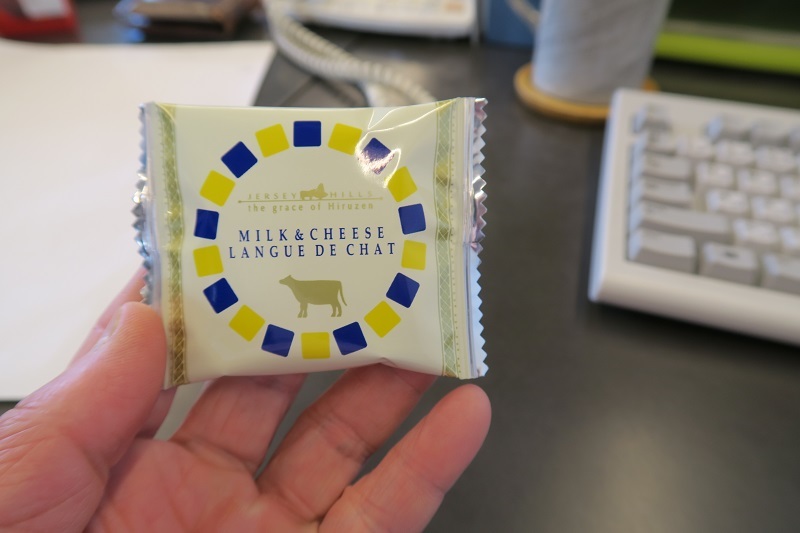 JERSEY HILLS
the grace of Hiruzen
MILK & CHEESE
LANGUE DE CHAT